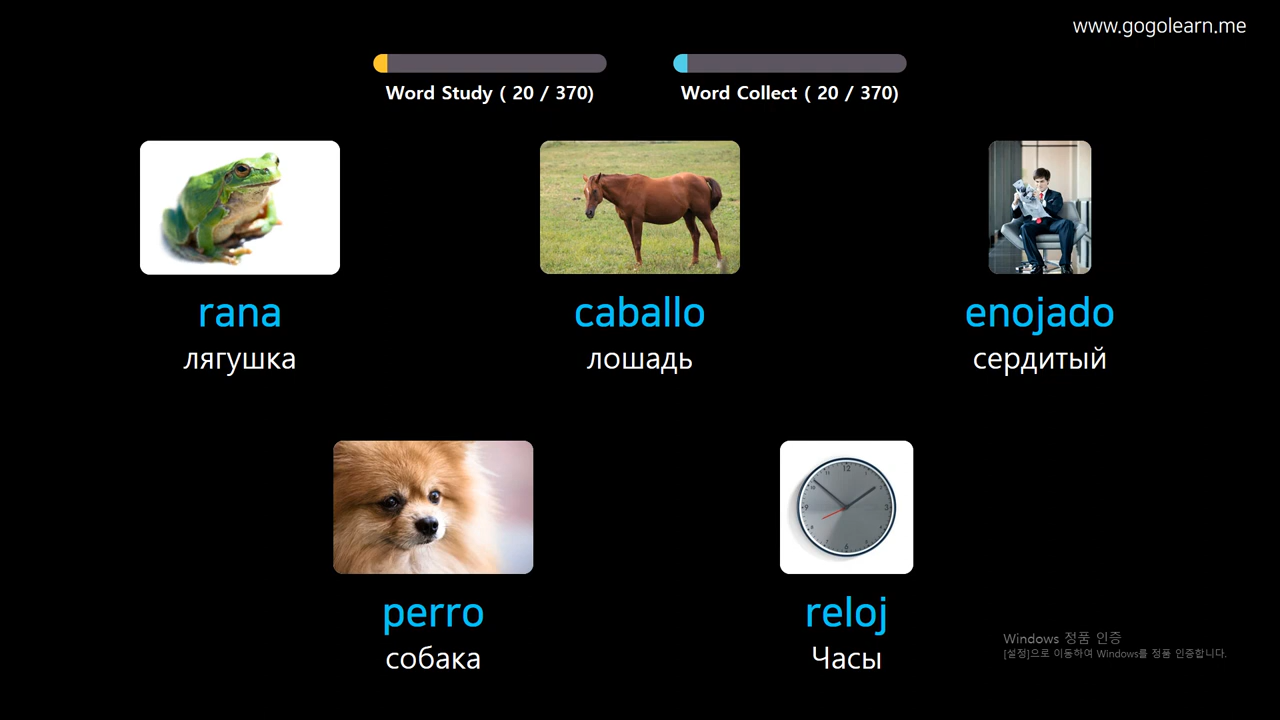 www.gogolearn.me
Word Study ( 20 / 370)
Word Collect ( 20 / 370)
rana
лягушка
caballo
лошадь
enojado
сердитый
perro
собака
reloj
Часы
Windows 정품 인증
[설정]으로 이동하여 Windows를 정품 인증합니다.